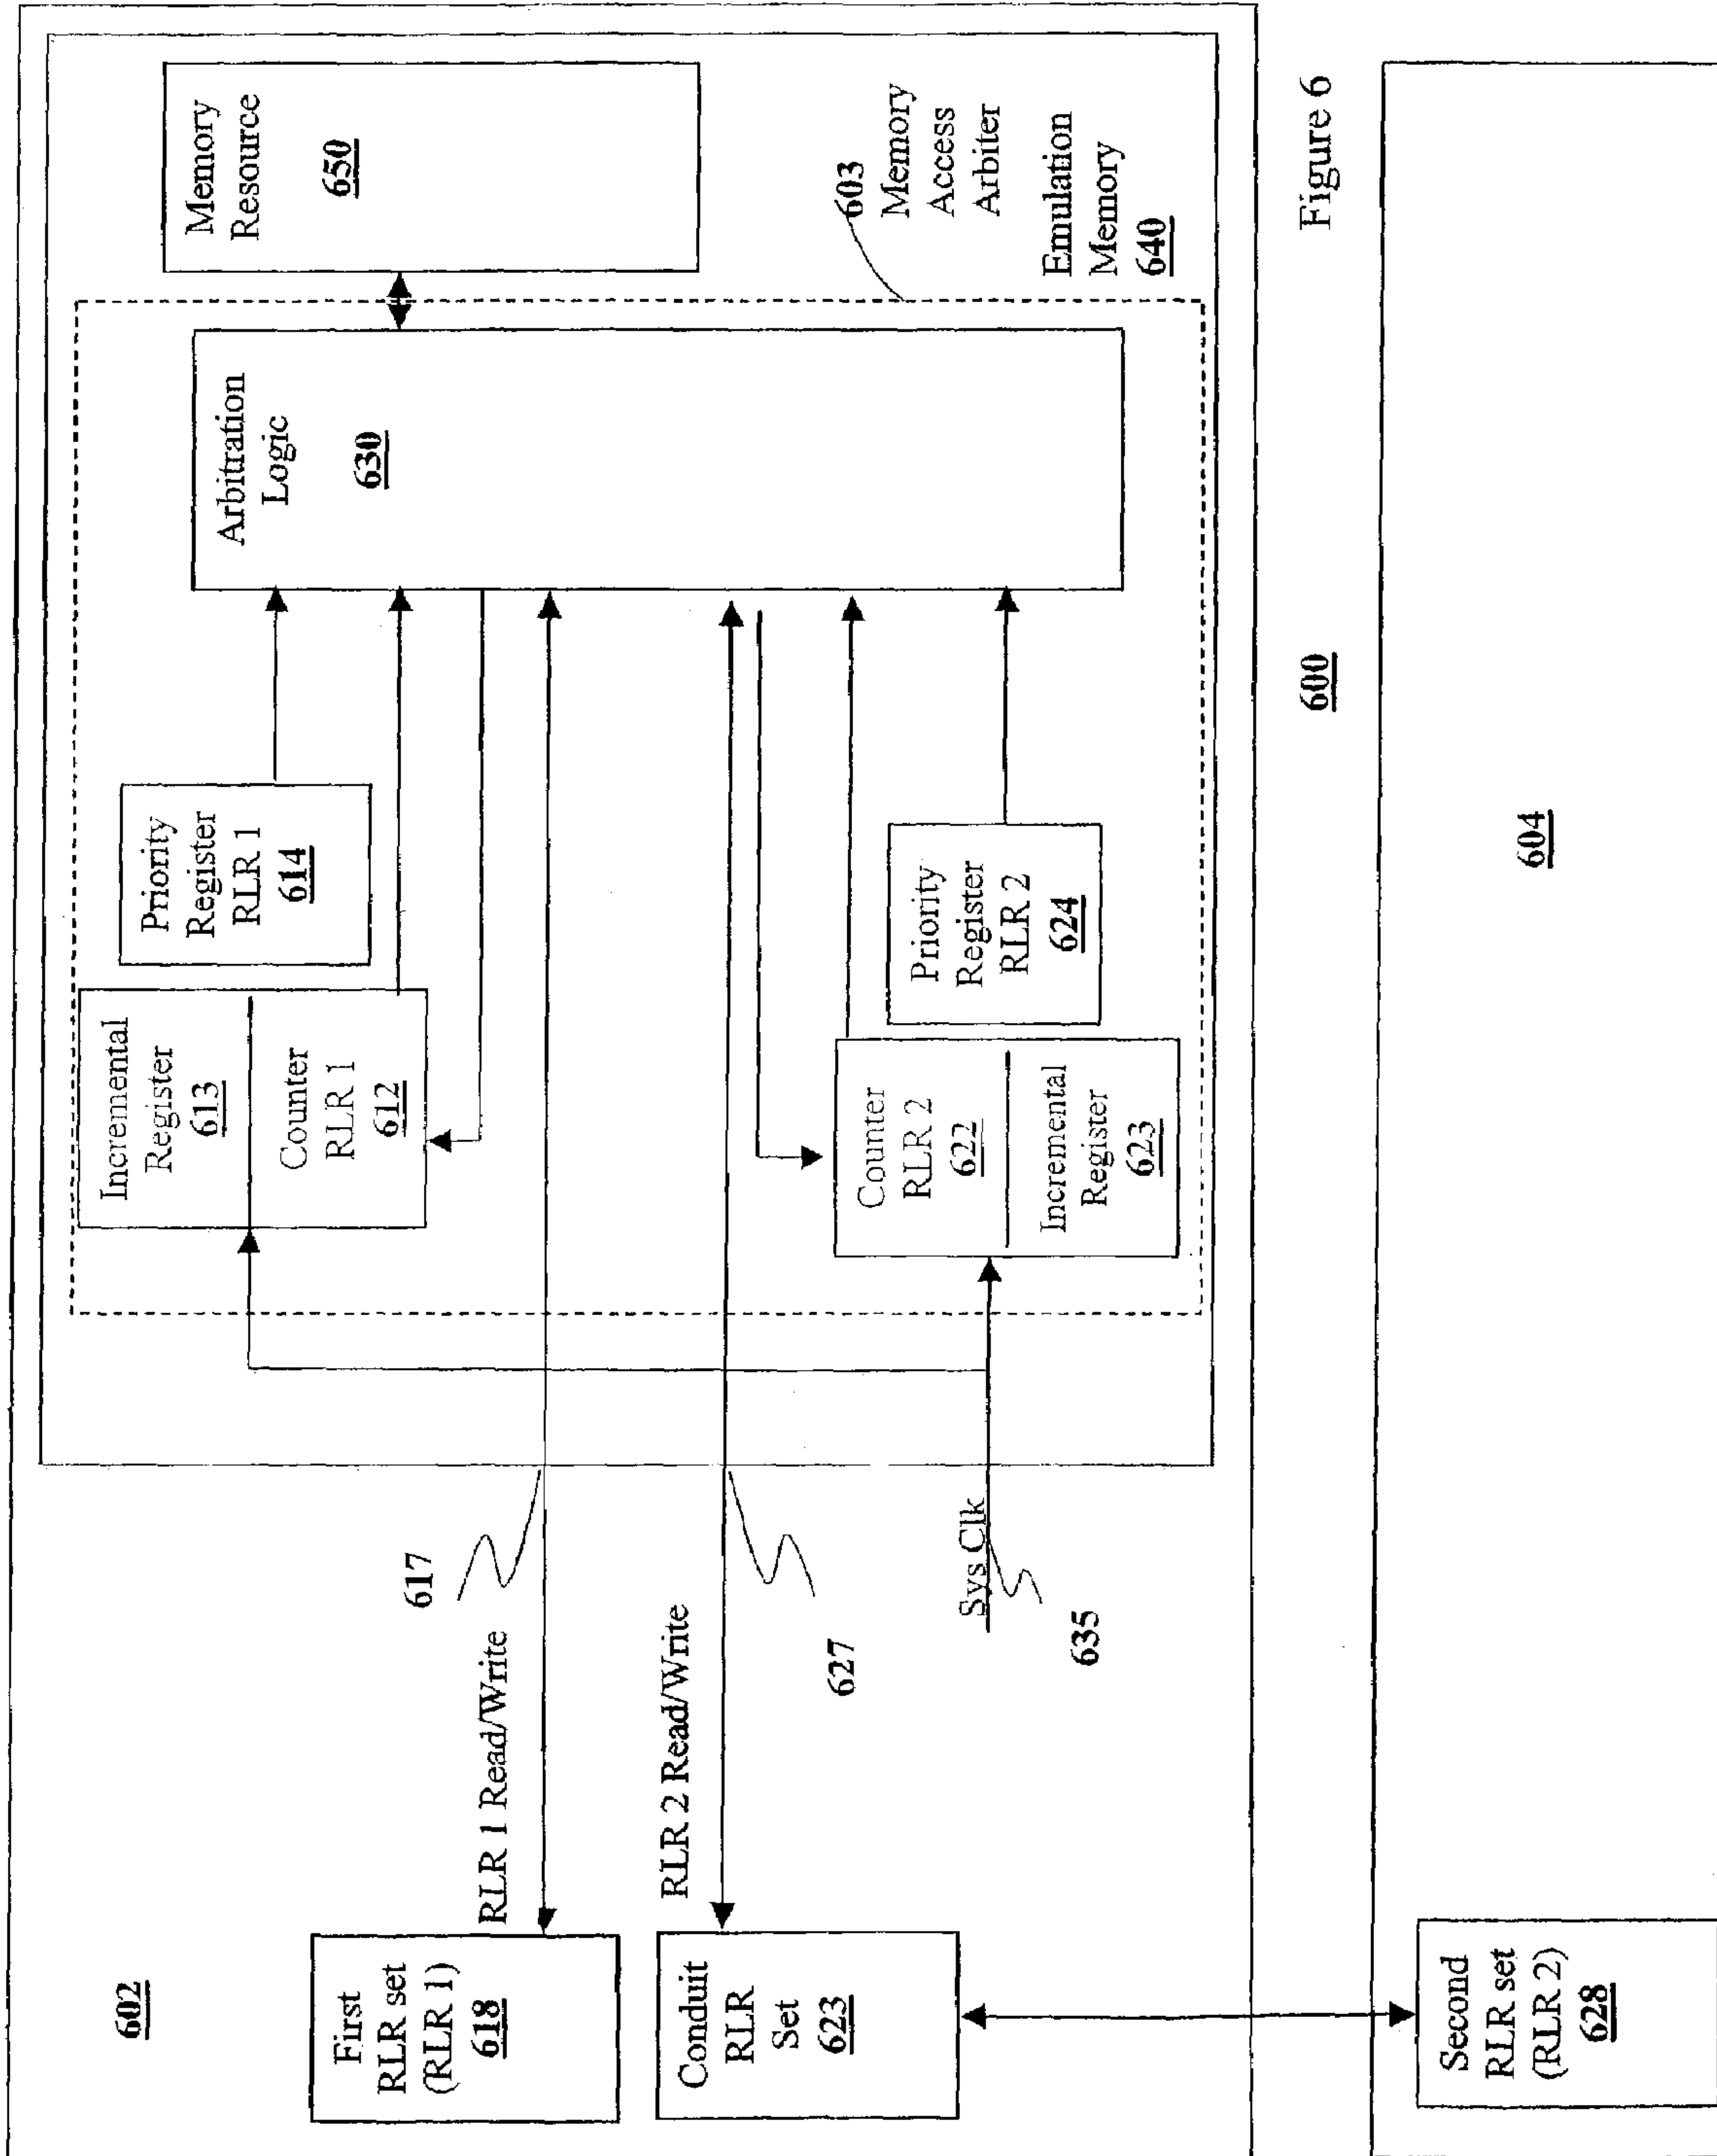 602
First
RLR set
(RLR 1)
618
Conduit
RLR
Set
623
Second
RLR set
(RLR 2)
628
RLR 1 Read/Write
617
RLR 2 Read/Write
627
Sys Clk
635
Incremental
Register
613
Counter
RLR 1
612
Priority
Register
RLR 1
614
Counter
RLR 2
622
Incremental
Register
623
Priority
Register
RLR 2
624
Arbitration
Logic
630
Memory
Resource
650
603
Memory
Access
Arbiter
Emulation
Memory
640
600
604
Figure 6